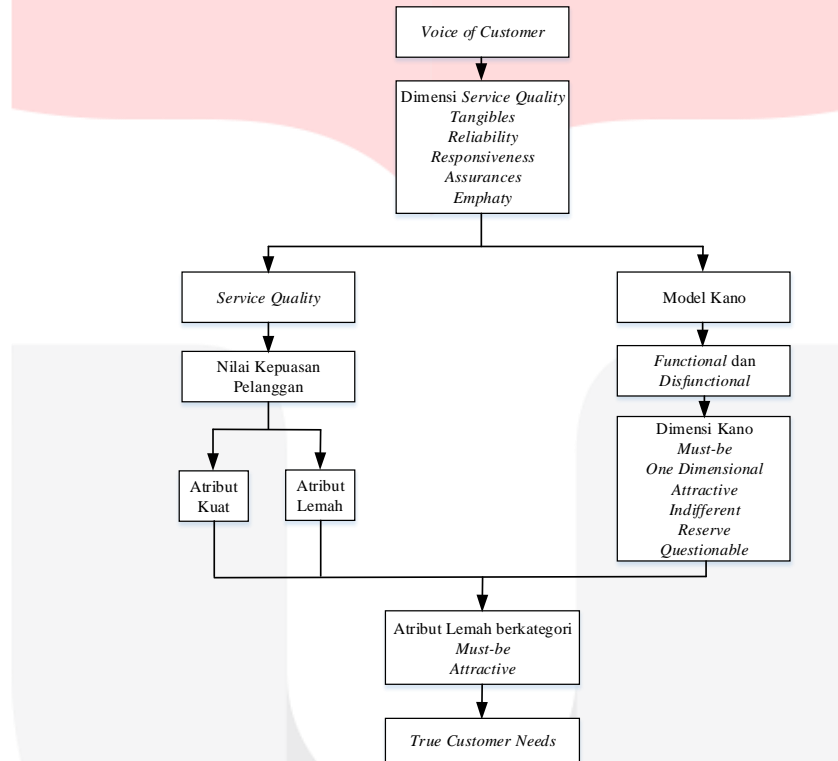 Voice of Customer
Dimensi Service Quality
Tangibles
Reliability
Responsiveness
Assurances
Emphaty
Service Quality
Model Kano
Nilai Kepuasan
Pelanggan
Functional dan
Disfunctional
Dimensi Kano
Must-be
One Dimensional
Attractive
Indifferent
Reserve
Questionable
Atribut
Kuat
Atribut
Lemah
Atribut Lemah berkategori
Must-be
Attractive
True Customer Needs